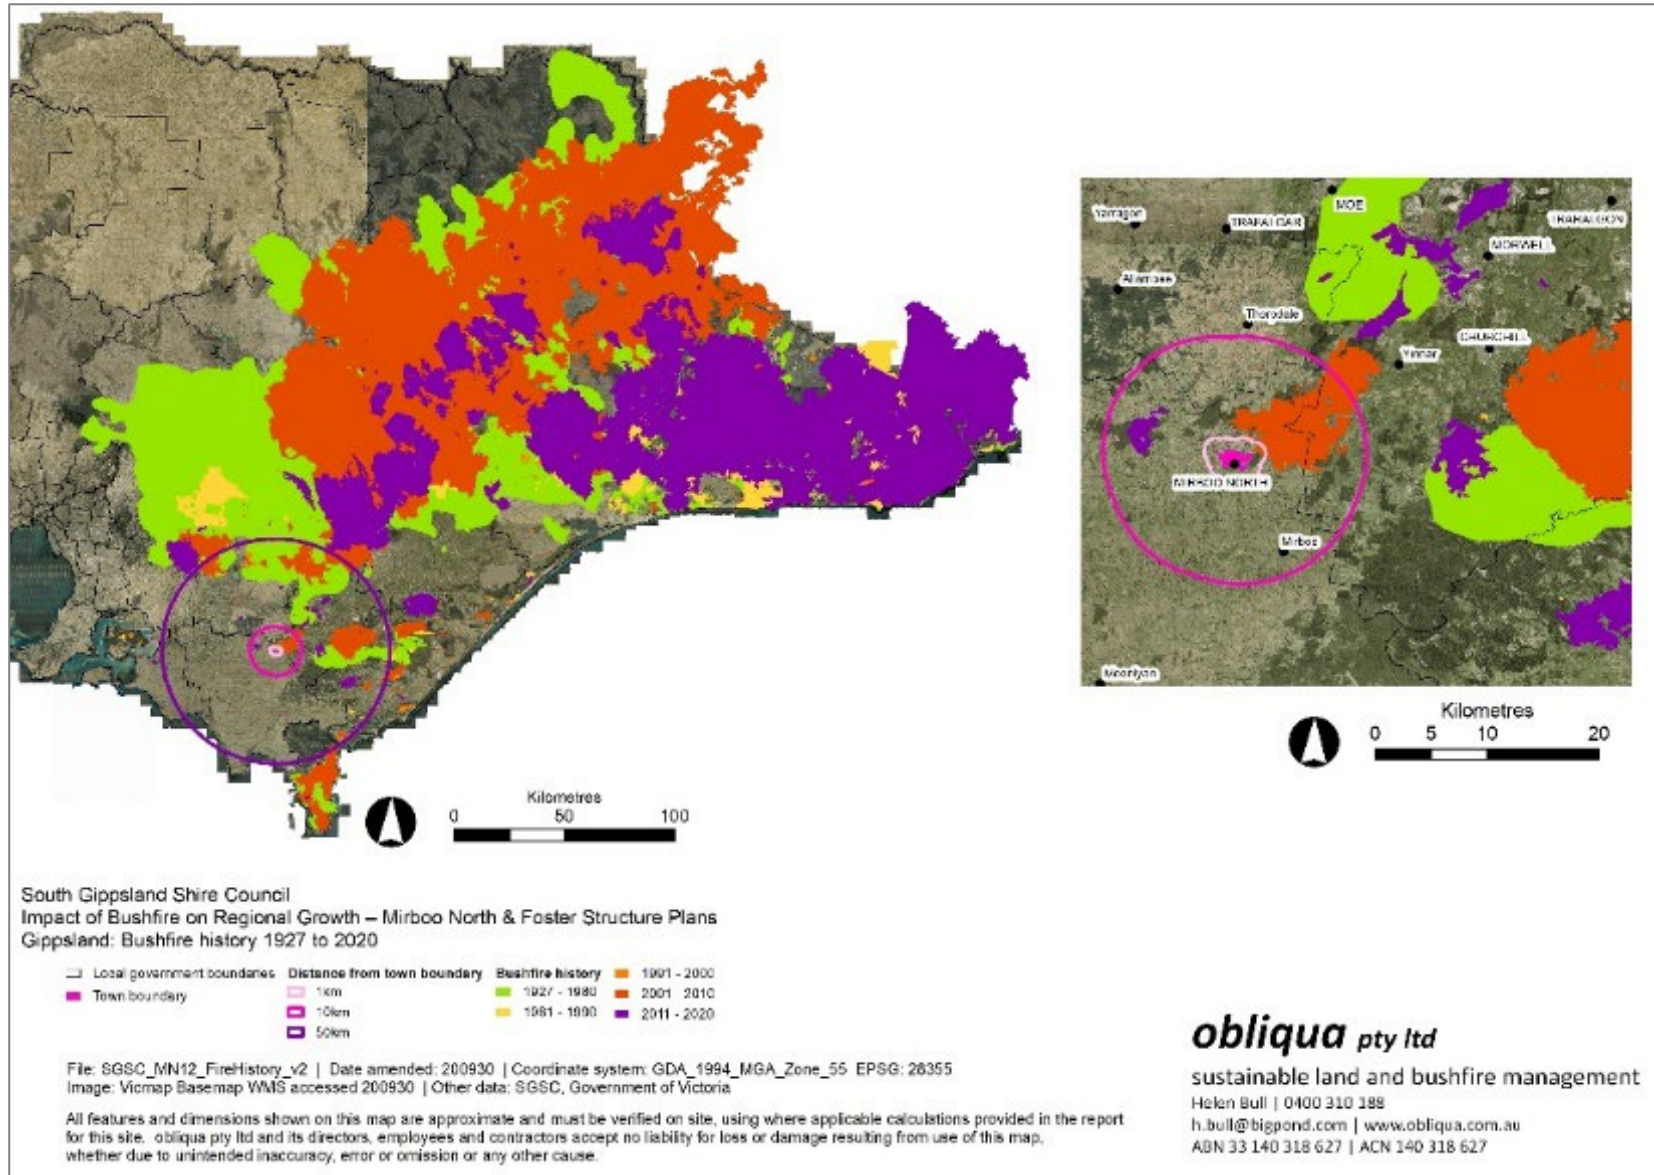 Yarragon
TRAFALGAR
MOE
TRARALGON
MORWELL
Allambee
Thorpdale
Yinnar
CHURCHILL
MIRBOO NORTH
Mirboo
Meeniyan
Kilometres
0 5 10 20
Kilometres
0 50 100
South Gippsland Shire Council
Impact of Bushfire on Regional Growth – Mirboo North & Foster Structure Plans
Gippsland: Bushfire history 1927 to 2020
Local government boundaries
Town boundary
Distance from town boundary
1km
10km
50km
Bushfire history
1927 - 1980
1981 - 1990
1991 - 2000
2001 - 2010
2011 - 2020
File: SGSC_MN12_FireHistory_v2 | Date amended: 200930 | Coordinate system: GDA_1994_MGA_Zone_55 EPSG: 28355
Image: Vicmap Basemap WMS accessed 200930 | Other data: SGSC, Government of Victoria
All features and dimensions shown on this map are approximate and must be verified on site, using where applicable calculations provided in the report
for this site. obliqua pty ltd and its directors, employees and contractors accept no liability for loss or damage resulting from use of this map,
whether due to unintended inaccuracy, error or omission or any other cause.
obliqua pty ltd
sustainable land and bushfire management
Helen Bull | 0400 310 188
h.bull@bigpond.com | www.obliqua.com.au
ABN 33 140 318 627 | ACN 140 318 627